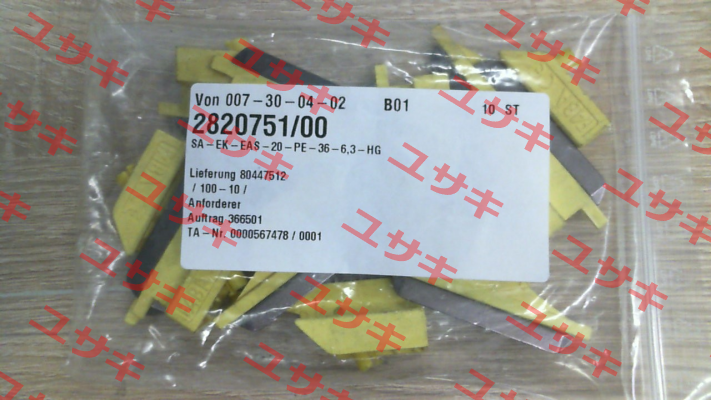 Von 007-30-04-02 B01 10 ST
2820751/00
SA-EK-EAS-20-PE-36-6,3-HG
Lieferung 80447512
/ 100-10 /
Anforderer
Auftrag 366501
TA-Nr. 0000567478 / 0001
ユサキ